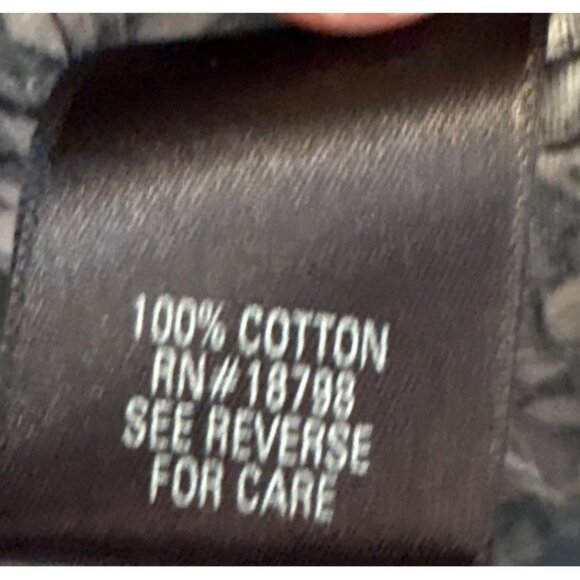 100% COTTON
RN#18798
SEE REVERSE
FOR CARE